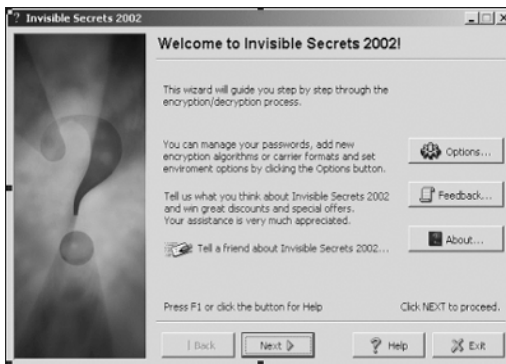 ? Invisible Secrets 2002
Welcome to Invisible Secrets 2002!
This wizard will guide you step by step through the
encryption/decryption process.
You can manage your passwords, add new
encryption algorithms or carrier formats and set
enviroment options by clicking the Options button.
Options...
Tell us what you think about Invisible Secrets 2002
and win great discounts and special offers.
Your assistance is very much appreciated.
Feedback...
Tell a friend about Invisible Secrets 2002...
About...
Press F1 or click the button for Help
Click NEXT to proceed.
Back
Next
? Help
Exit